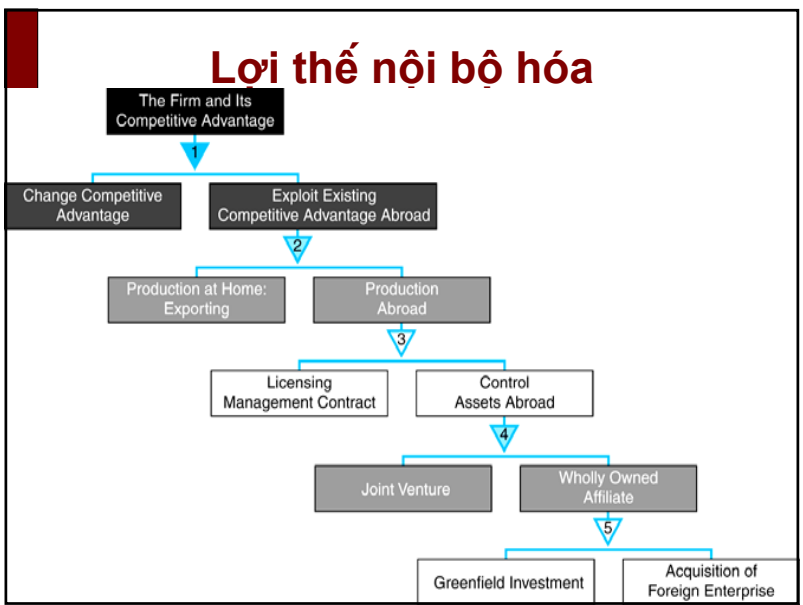 Lợi thế nội bộ hóa
The Firm and Its
Competitive Advantage
1
Change Competitive
Advantage
Exploit Existing
Competitive Advantage Abroad
2
Production at Home:
Exporting
Production
Abroad
3
Licensing
Management Contract
Control
Assets Abroad
4
Joint Venture
Wholly Owned
Affiliate
5
Greenfield Investment
Acquisition of
Foreign Enterprise